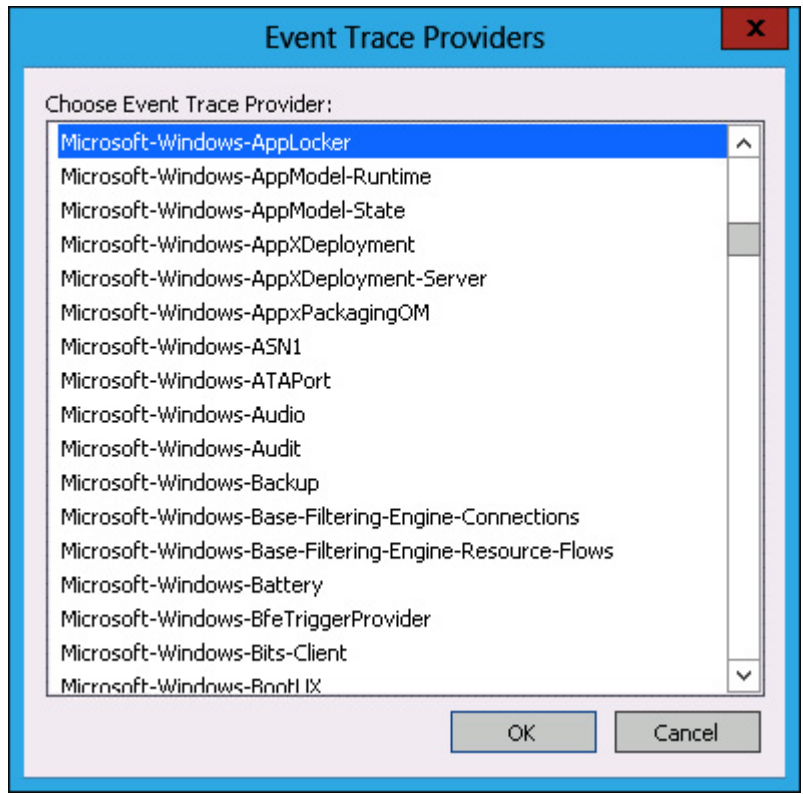 Event Trace Providers
x
Choose Event Trace Provider:
Microsoft-Windows-AppLocker
Microsoft-Windows-AppModel-Runtime
Microsoft-Windows-AppModel-State
Microsoft-Windows-AppXDeployment
Microsoft-Windows-AppXDeployment-Server
Microsoft-Windows-AppxPackagingOM
Microsoft-Windows-ASN1
Microsoft-Windows-ATAPort
Microsoft-Windows-Audio
Microsoft-Windows-Audit
Microsoft-Windows-Backup
Microsoft-Windows-Base-Filtering-Engine-Connections
Microsoft-Windows-Base-Filtering-Engine-Resource-Flows
Microsoft-Windows-Battery
Microsoft-Windows-BfeTriggerProvider
Microsoft-Windows-Bits-Client
Microsoft-Windows-BootUX
OK Cancel